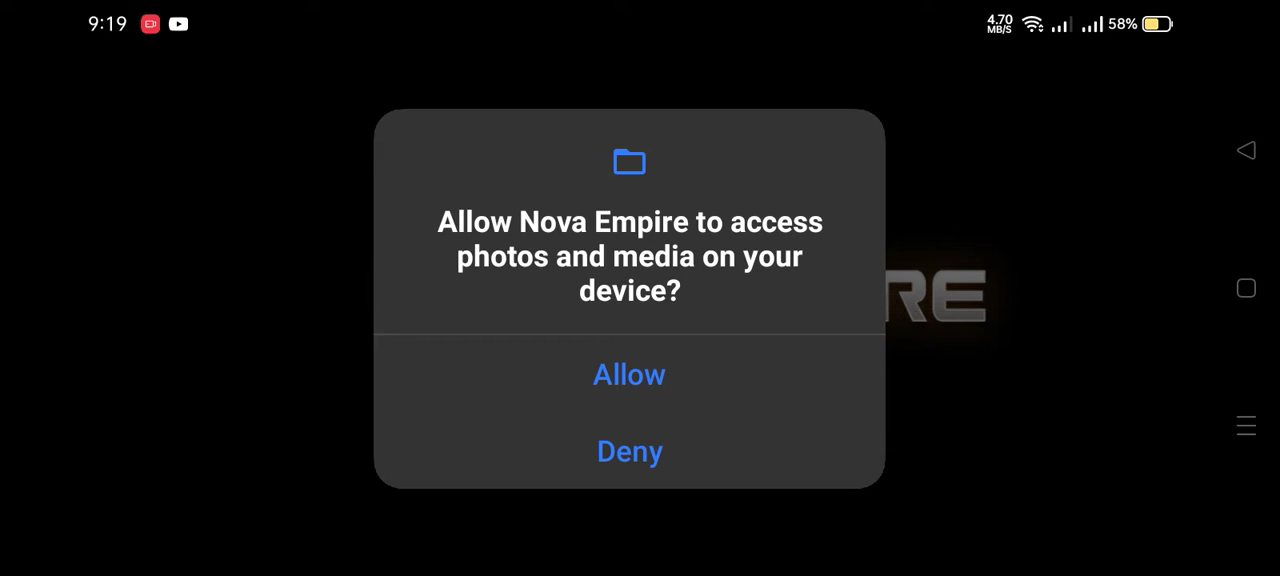 9:19
4.70
MB/S
58%
Allow Nova Empire to access
photos and media on your
device?
RE
Allow
Deny